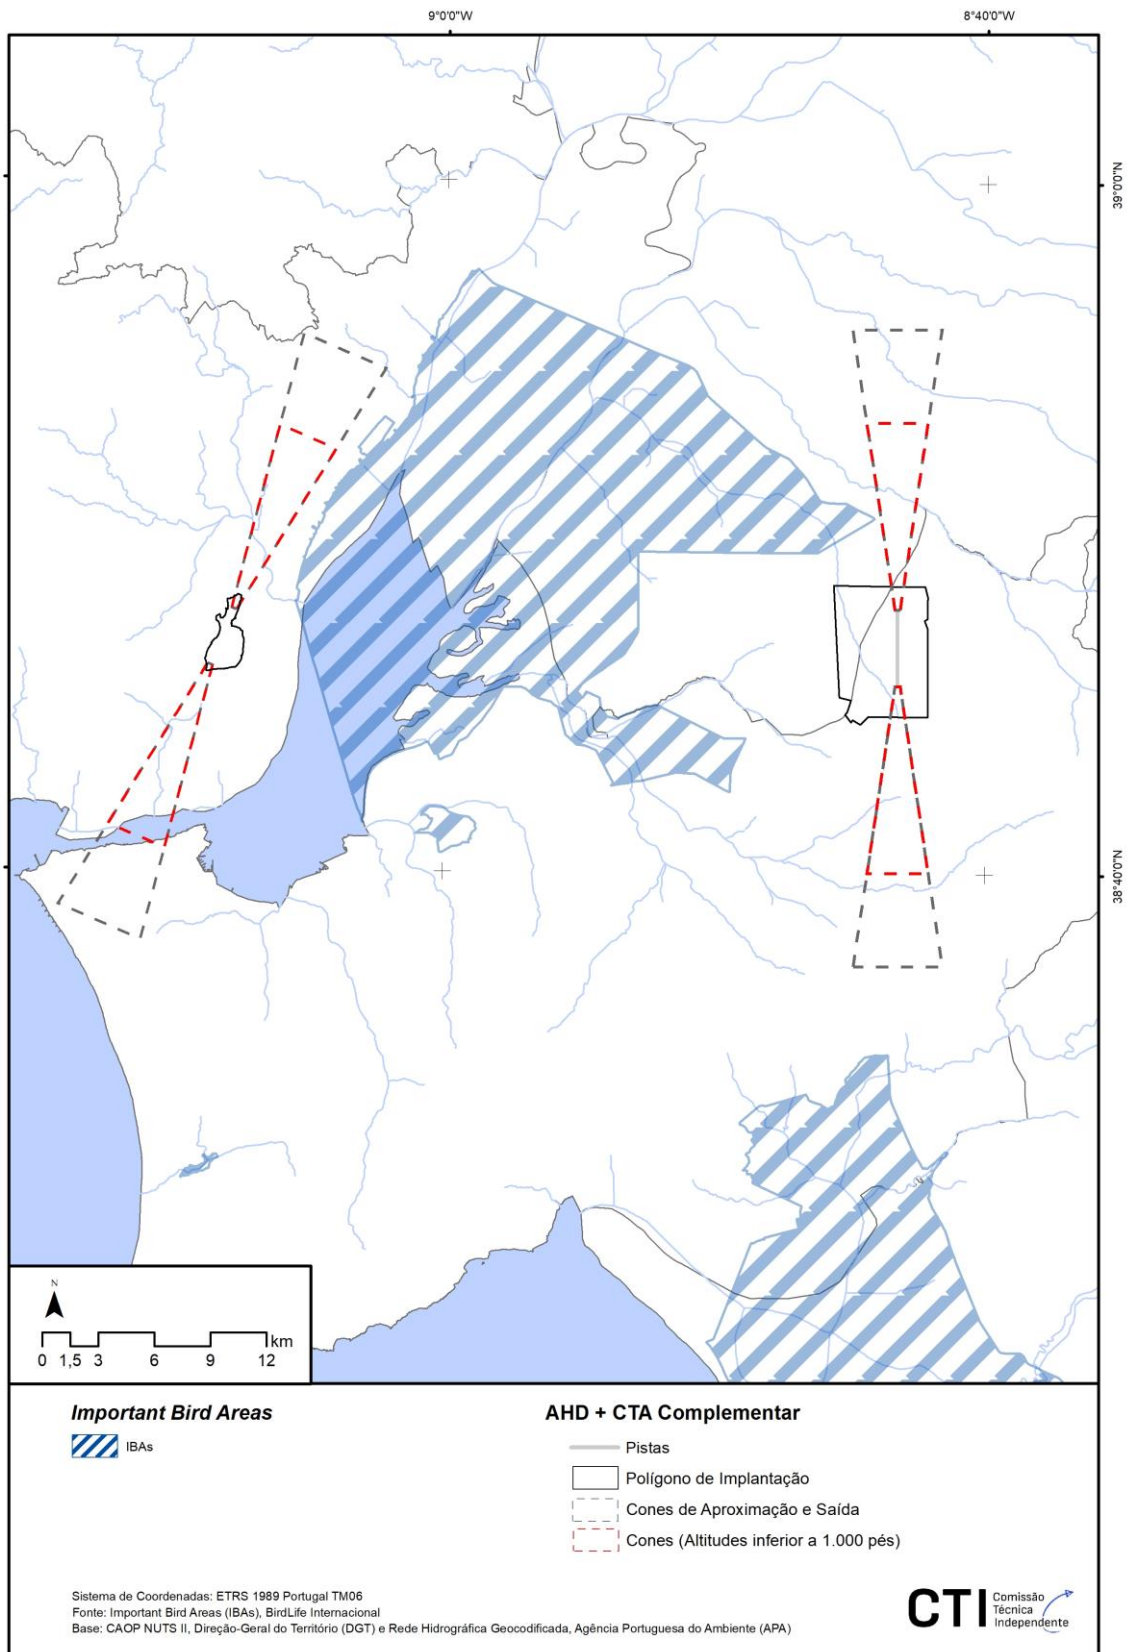 9°0'0"W
8°40'0"W
39°0'0"N
38°40'0"N
N
km
0 1,5 3 6 9 12
Important Bird Areas
IBAs
AHD + CTA Complementar
Pistas
Polígono de Implantação
Cones de Aproximação e Saída
Cones (Altitudes inferior a 1.000 pés)
Sistema de Coordenadas: ETRS 1989 Portugal TM06
Fonte: Important Bird Areas (IBAs), BirdLife Internacional
Base: CAOP NUTS II, Direção-Geral do Território (DGT) e Rede Hidrográfica Geocodificada, Agência Portuguesa do Ambiente (APA)
CTI
Comissão
Técnica
Independente